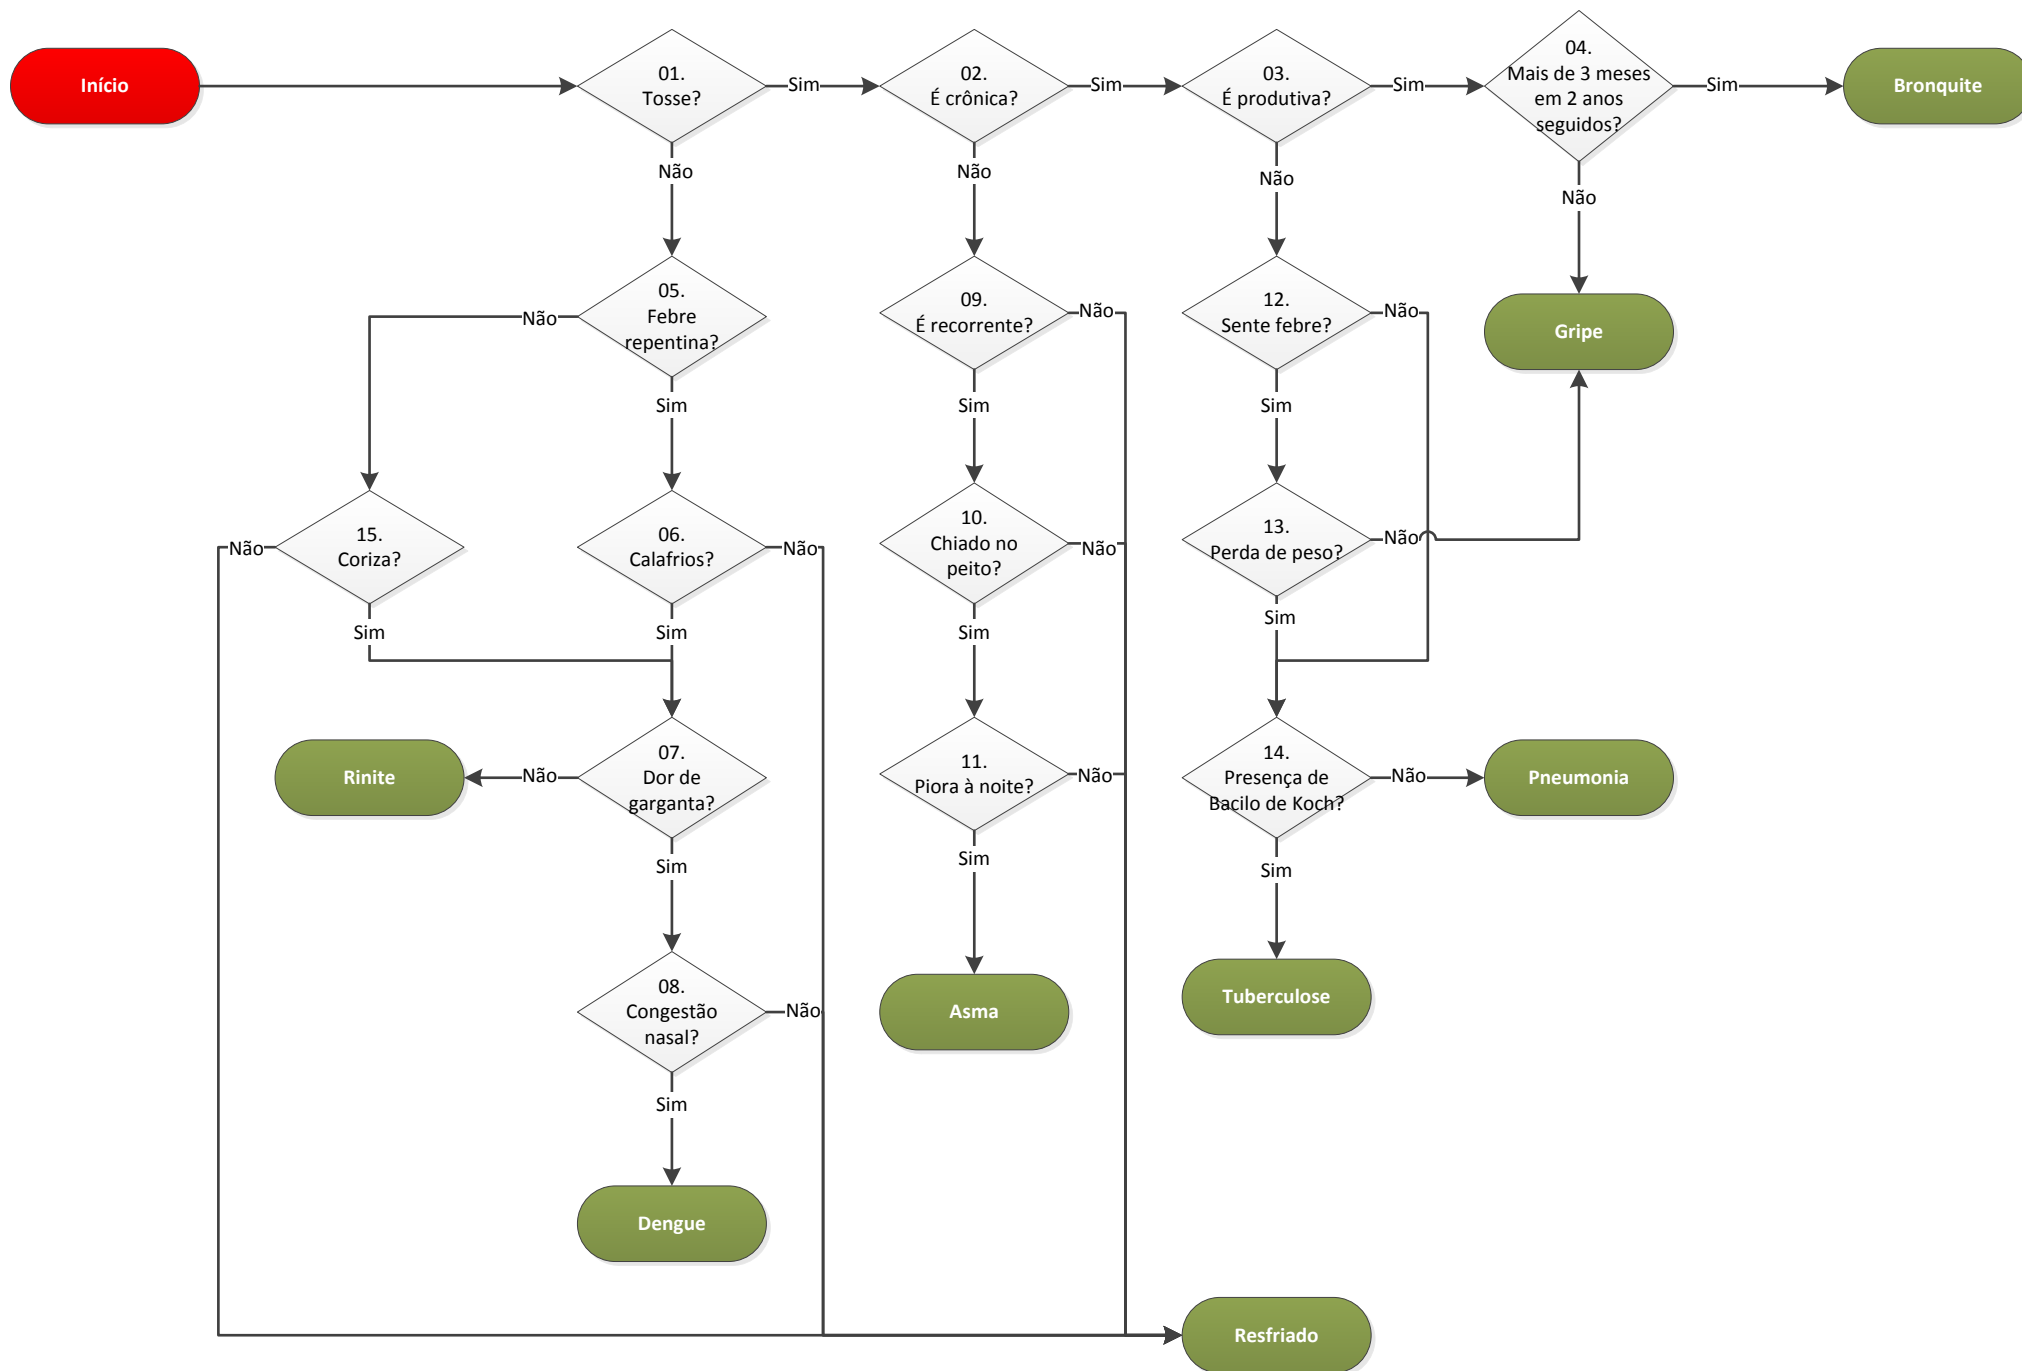 Início
01.
Tosse?
Sim
02.
É crônica?
Sim
03.
É produtiva?
Sim
04.
Mais de 3 meses
em 2 anos
seguidos?
Sim
Bronquite
Não
Não
Não
Não
05.
Febre
repentina?
Não
Sim
09.
É recorrente?
Não
Sim
12.
Sente febre?
Não
Sim
Gripe
15.
Coriza?
Não
Sim
06.
Calafrios?
Não
Sim
10.
Chiado no
peito?
Não
Sim
13.
Perda de peso?
Não
Sim
Rinite
Não
07.
Dor de
garganta?
Sim
11.
Piora à noite?
Não
Sim
14.
Presença de
Bacilo de Koch?
Não
Pneumonia
Sim
08.
Congestão
nasal?
Não
Sim
Asma
Tuberculose
Dengue
Resfriado